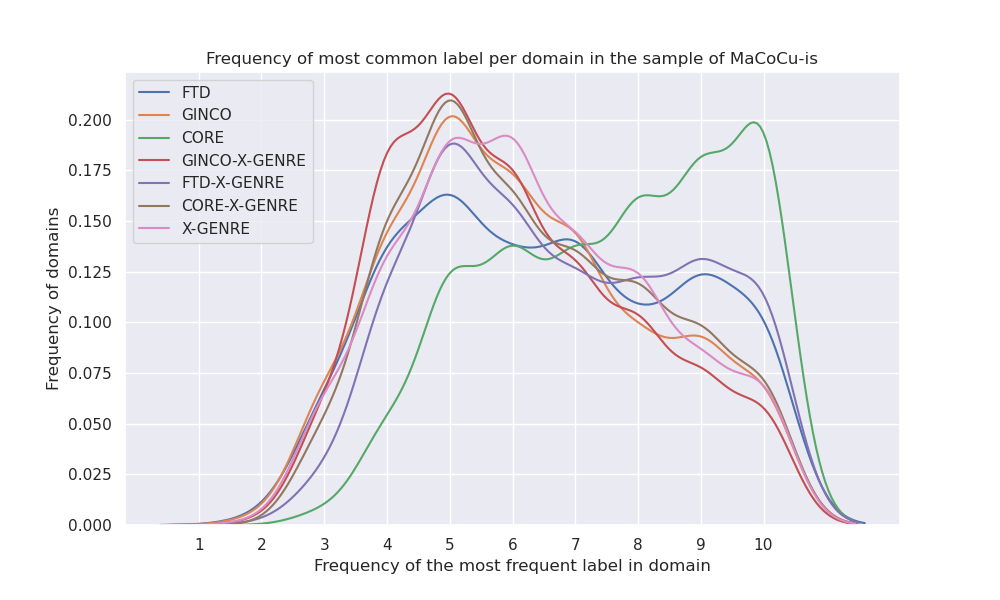 Frequency of most common label per domain in the sample of MaCoCu-is
FTD
GINCO
CORE
GINCO-X-GENRE
FTD-X-GENRE
CORE-X-GENRE
X-GENRE
Frequency of domains
0.200
0.175
0.150
0.125
0.100
0.075
0.050
0.025
0.000
1 2 3 4 5 6 7 8 9 10
Frequency of the most frequent label in domain